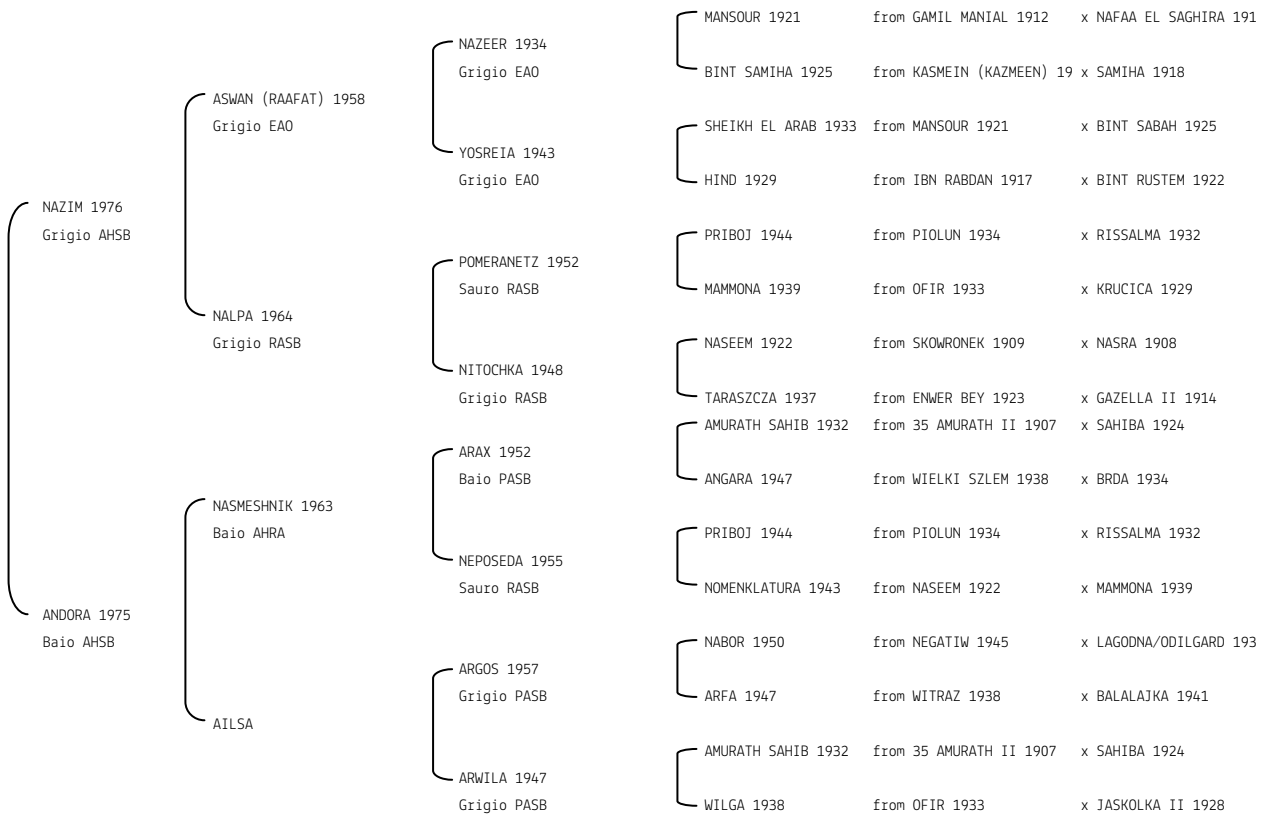 MANSOUR 1921 from GAMIL MANIAL 1912 x NAFAA EL SAGHIRA 191
NAZEER 1934
Grigio EAO
BINT SAMIHA 1925 from KASMEIN (KAZMEEN) 19 x SAMIHA 1918
ASWAN (RAAFAT) 1958
Grigio EAO
SHEIKH EL ARAB 1933 from MANSOUR 1921 x BINT SABAH 1925
YOSREIA 1943
Grigio EAO
HIND 1929 from IBN RABDAN 1917 x BINT RUSTEM 1922
NAZIM 1976
Grigio AHSB
PRIBOJ 1944 from PIOLUN 1934 x RISSALMA 1932
POMERANETZ 1952
Sauro RASB
MAMMONA 1939 from OFIR 1933 x KRUCICA 1929
NALPA 1964
Grigio RASB
NASEEM 1922 from SKOWRONEK 1909 x NASRA 1908
NITOCHKA 1948
Grigio RASB
TARASZCZA 1937 from ENWER BEY 1923 x GAZELLA II 1914
AMURATH SAHIB 1932 from 35 AMURATH II 1907 x SAHIBA 1924
ARAX 1952
Baio PASB
ANGARA 1947 from WIELKI SZLEM 1938 x BRDA 1934
NASMESHNIK 1963
Baio AHRA
PRIBOJ 1944 from PIOLUN 1934 x RISSALMA 1932
NEPOSEDA 1955
Sauro RASB
NOMENKLATURA 1943 from NASEEM 1922 x MAMMONA 1939
ANDORA 1975
Baio AHSB
NABOR 1950 from NEGATIW 1945 x LAGODNA/ODILGARD 193
ARGOS 1957
Grigio PASB
ARFA 1947 from WITRAZ 1938 x BALALAJKA 1941
AILSA
AMURATH SAHIB 1932 from 35 AMURATH II 1907 x SAHIBA 1924
ARWILA 1947
Grigio PASB
WILGA 1938 from OFIR 1933 x JASKOLKA II 1928